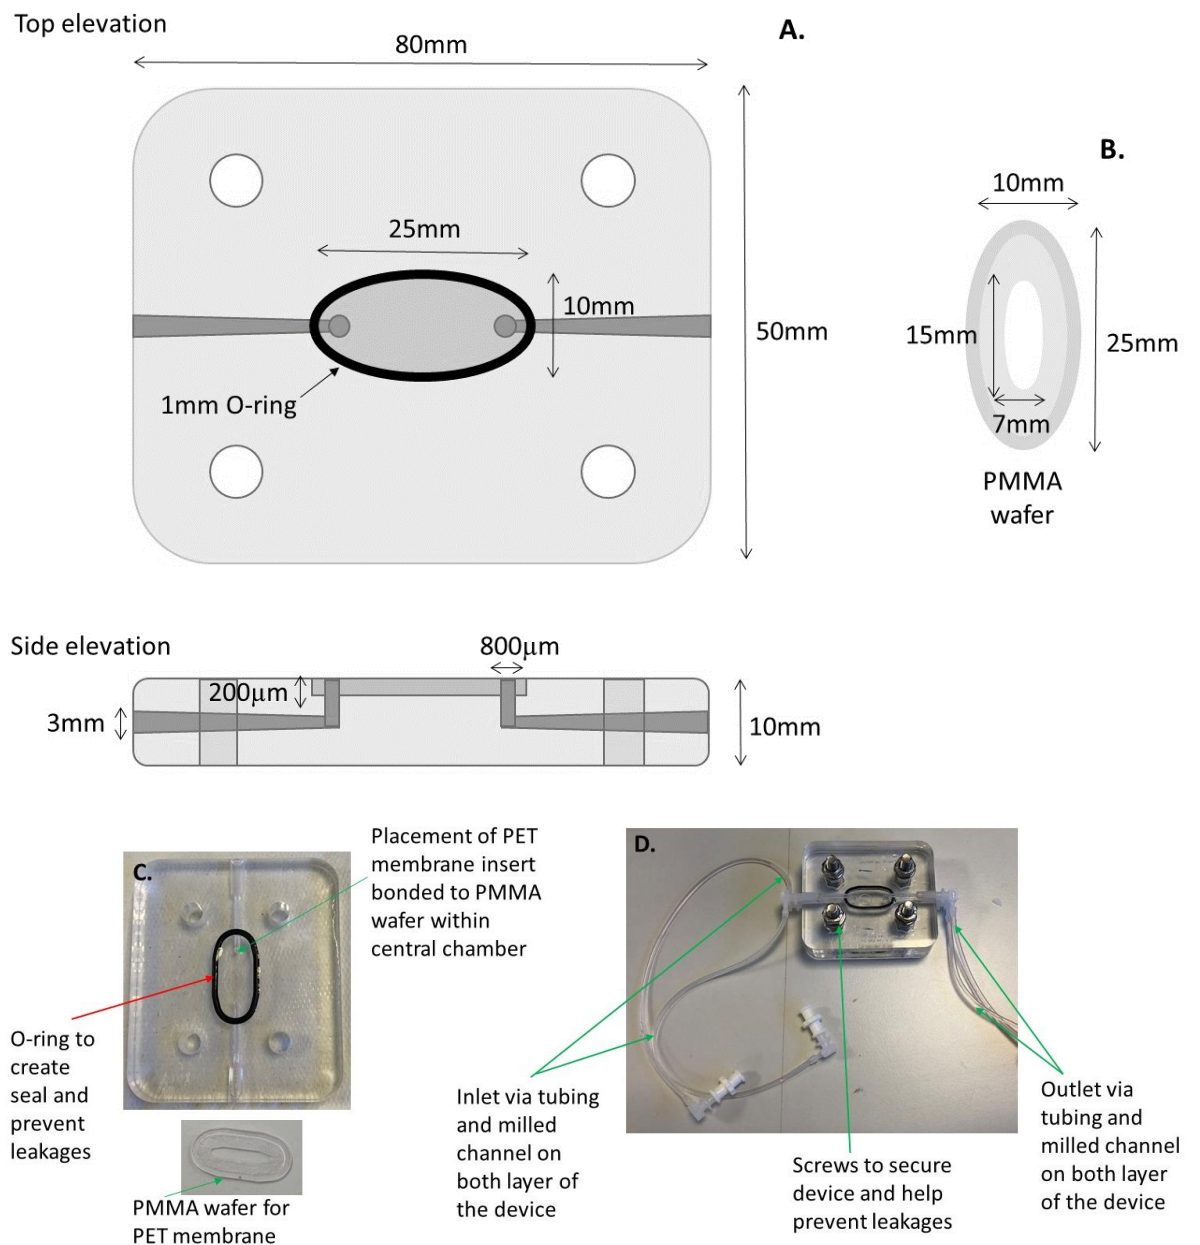 Top elevation
A.
80mm
B.
10mm
25mm
10mm
50mm
15mm
25mm
1mm O-ring
7mm
PMMA
wafer
Side elevation
800μm
200μm
3mm
10mm
C.
Placement of PET
membrane insert
bonded to PMMA
wafer within
central chamber
D.
O-ring to
create
seal and
prevent
leakages
PMMA wafer for
PET membrane
Inlet via tubing
and milled
channel on
both layer of
the device
Screws to secure
device and help
prevent leakages
Outlet via
tubing and
milled channel
on both layer
of the device